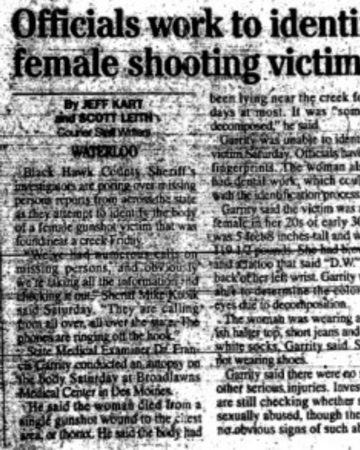 Officials work to identi
female shooting victim
By JEFF KART
and SCOTT LEITH
Courier Staff Writers
WATERLOO
Black Hawk County Sheriff's
investigators are poring over missing
persons reports from across the state
as they attempt to identify the body
of a female gunshot victim that was
found near a creek Friday.
"We've had numerous calls on
missing persons, and obviously
we're taking all the information and
checking it out," Sheriff Mike Kubik
said Saturday. "They are calling
from all over, all over the state. The
phones are ringing off the hook."
State Medical Examiner Dr. Fran-
cis Garrity conducted an autopsy on
the body Saturday at Broadlawns
Medical Center in Des Moines.
He said the woman died from a
single gunshot wound to the chest
area, or thorax. He said the body had
been lying near the creek fo
days at most. It was "som
decomposed," he said.
Garrity was unable to ident
victim Saturday. Officials hav
fingerprints. The woman als
had dental work, which cou
with the identification process
Garrity said the victim was a
female in her 20s or early 30
was 5-feet-8 inches tall and w
pounds. She had
and a tattoo that said "D.W."
back of her left wrist. Garrity
able to determine the color
eyes due to decomposition.
The woman was wearing a
ish halter top, short jeans and
white socks, Garrity said. S
not wearing shoes.
Garrity said there were no
other serious injuries. Inves
are still checking whether
sexually abused, though the
no obvious signs of such ab